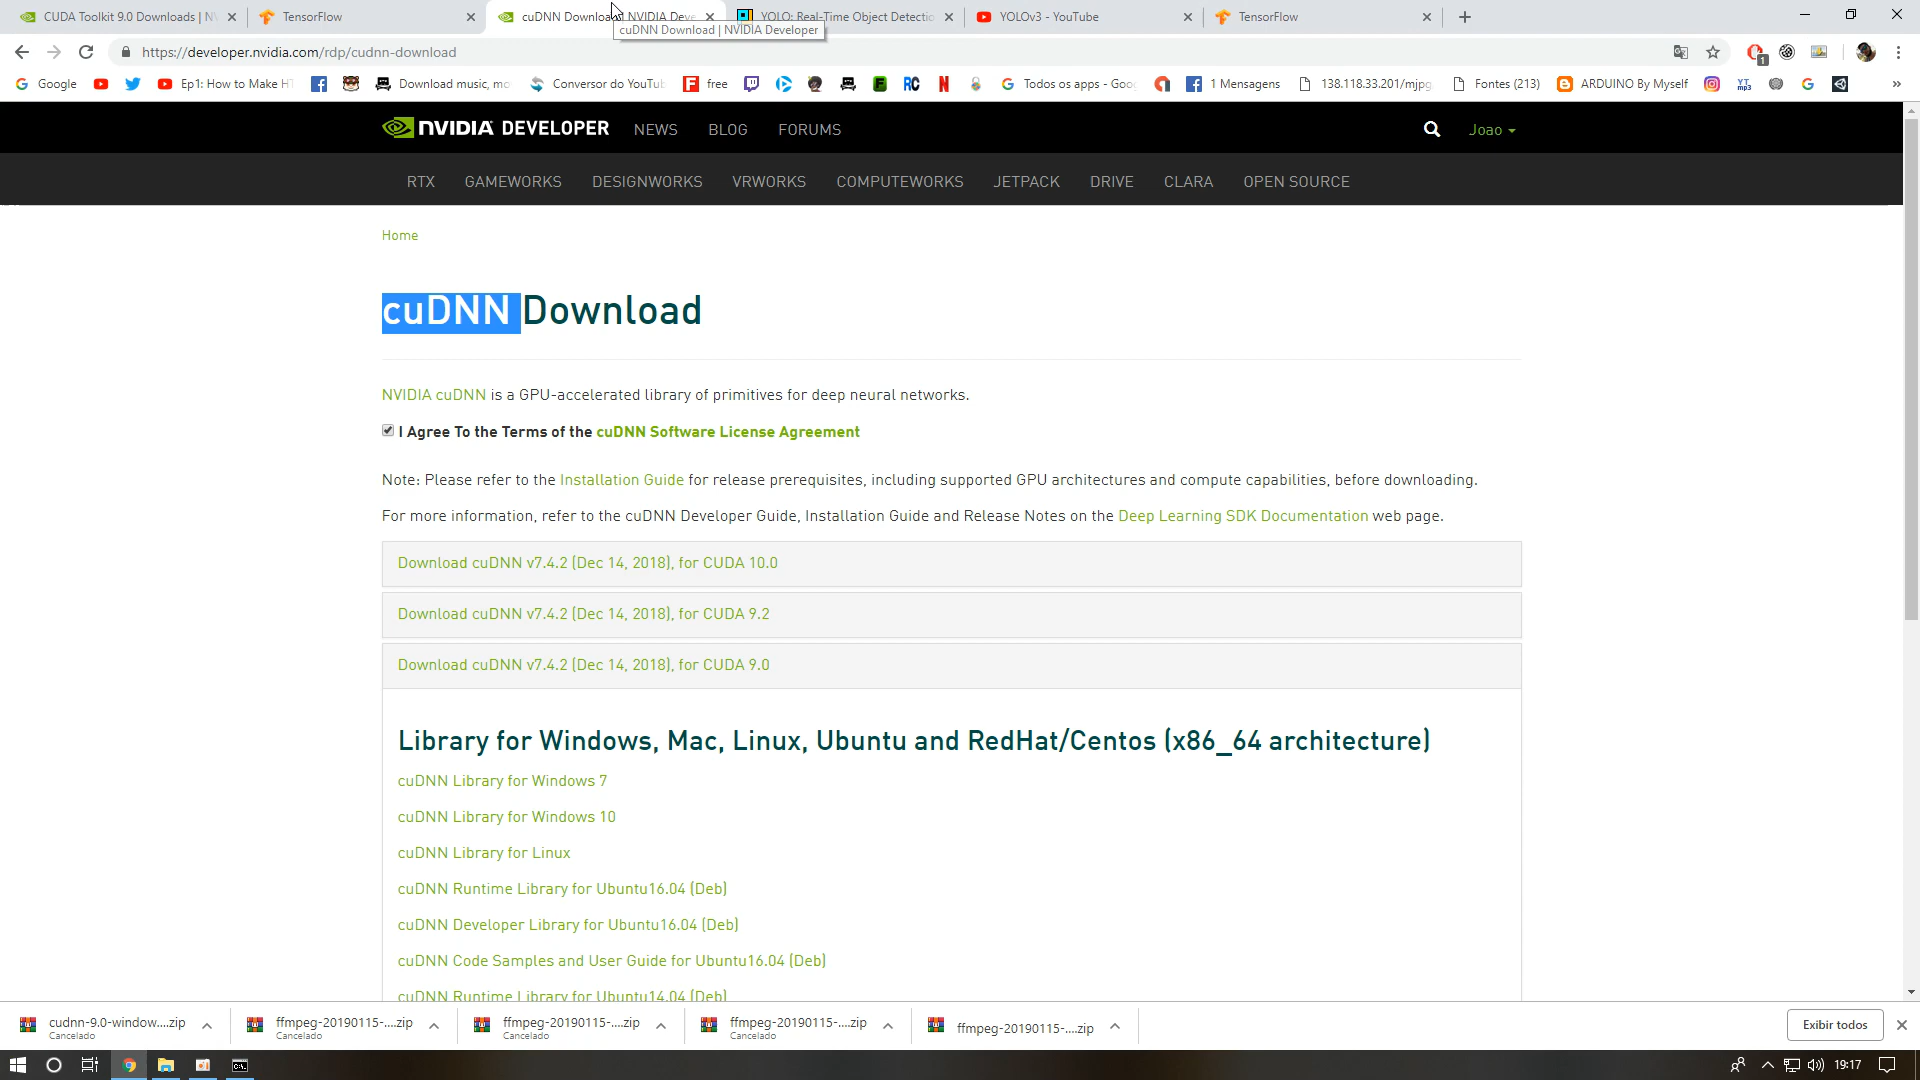 CUDA Toolkit 9.0 Downloads | NV
TensorFlow
cuDNN Download | NVIDIA Deve
YOLO: Real-Time Object Detectio
YOLOv3 - YouTube
TensorFlow
cuDNN Download | NVIDIA Developer
https://developer.nvidia.com/rdp/cudnn-download
1
Google
Ep1: How to Make HT
Download music, mo
Conversor do YouTu
free
RC
Todos os apps - Goog
1 Mensagens
138.118.33.201/mjpg
Fontes (213)
ARDUINO By Myself
YT
mp3
»
NVIDIA DEVELOPER
NEWS
BLOG
FORUMS
Joao
RTX
GAMEWORKS
DESIGNWORKS
VRWORKS
COMPUTEWORKS
JETPACK
DRIVE
CLARA
OPEN SOURCE
Home
cuDNN Download
NVIDIA cuDNN is a GPU-accelerated library of primitives for deep neural networks.
I Agree To the Terms of the cuDNN Software License Agreement
Note: Please refer to the Installation Guide for release prerequisites, including supported GPU architectures and compute capabilities, before downloading.
For more information, refer to the cuDNN Developer Guide, Installation Guide and Release Notes on the Deep Learning SDK Documentation web page.
Download cuDNN v7.4.2 (Dec 14, 2018), for CUDA 10.0
Download cuDNN v7.4.2 (Dec 14, 2018), for CUDA 9.2
Download cuDNN v7.4.2 (Dec 14, 2018), for CUDA 9.0
Library for Windows, Mac, Linux, Ubuntu and RedHat/Centos (x86_64 architecture)
cuDNN Library for Windows 7
cuDNN Library for Windows 10
cuDNN Library for Linux
cuDNN Runtime Library for Ubuntu16.04 (Deb)
cuDNN Developer Library for Ubuntu16.04 (Deb)
cuDNN Code Samples and User Guide for Ubuntu16.04 (Deb)
cuDNN Runtime Library for Ubuntu14.04 (Deb)
cudnn-9.0-window....zip
Cancelado
ffmpeg-20190115-....zip
Cancelado
ffmpeg-20190115-....zip
Cancelado
ffmpeg-20190115-....zip
Cancelado
ffmpeg-20190115-....zip
Exibir todos
19:17